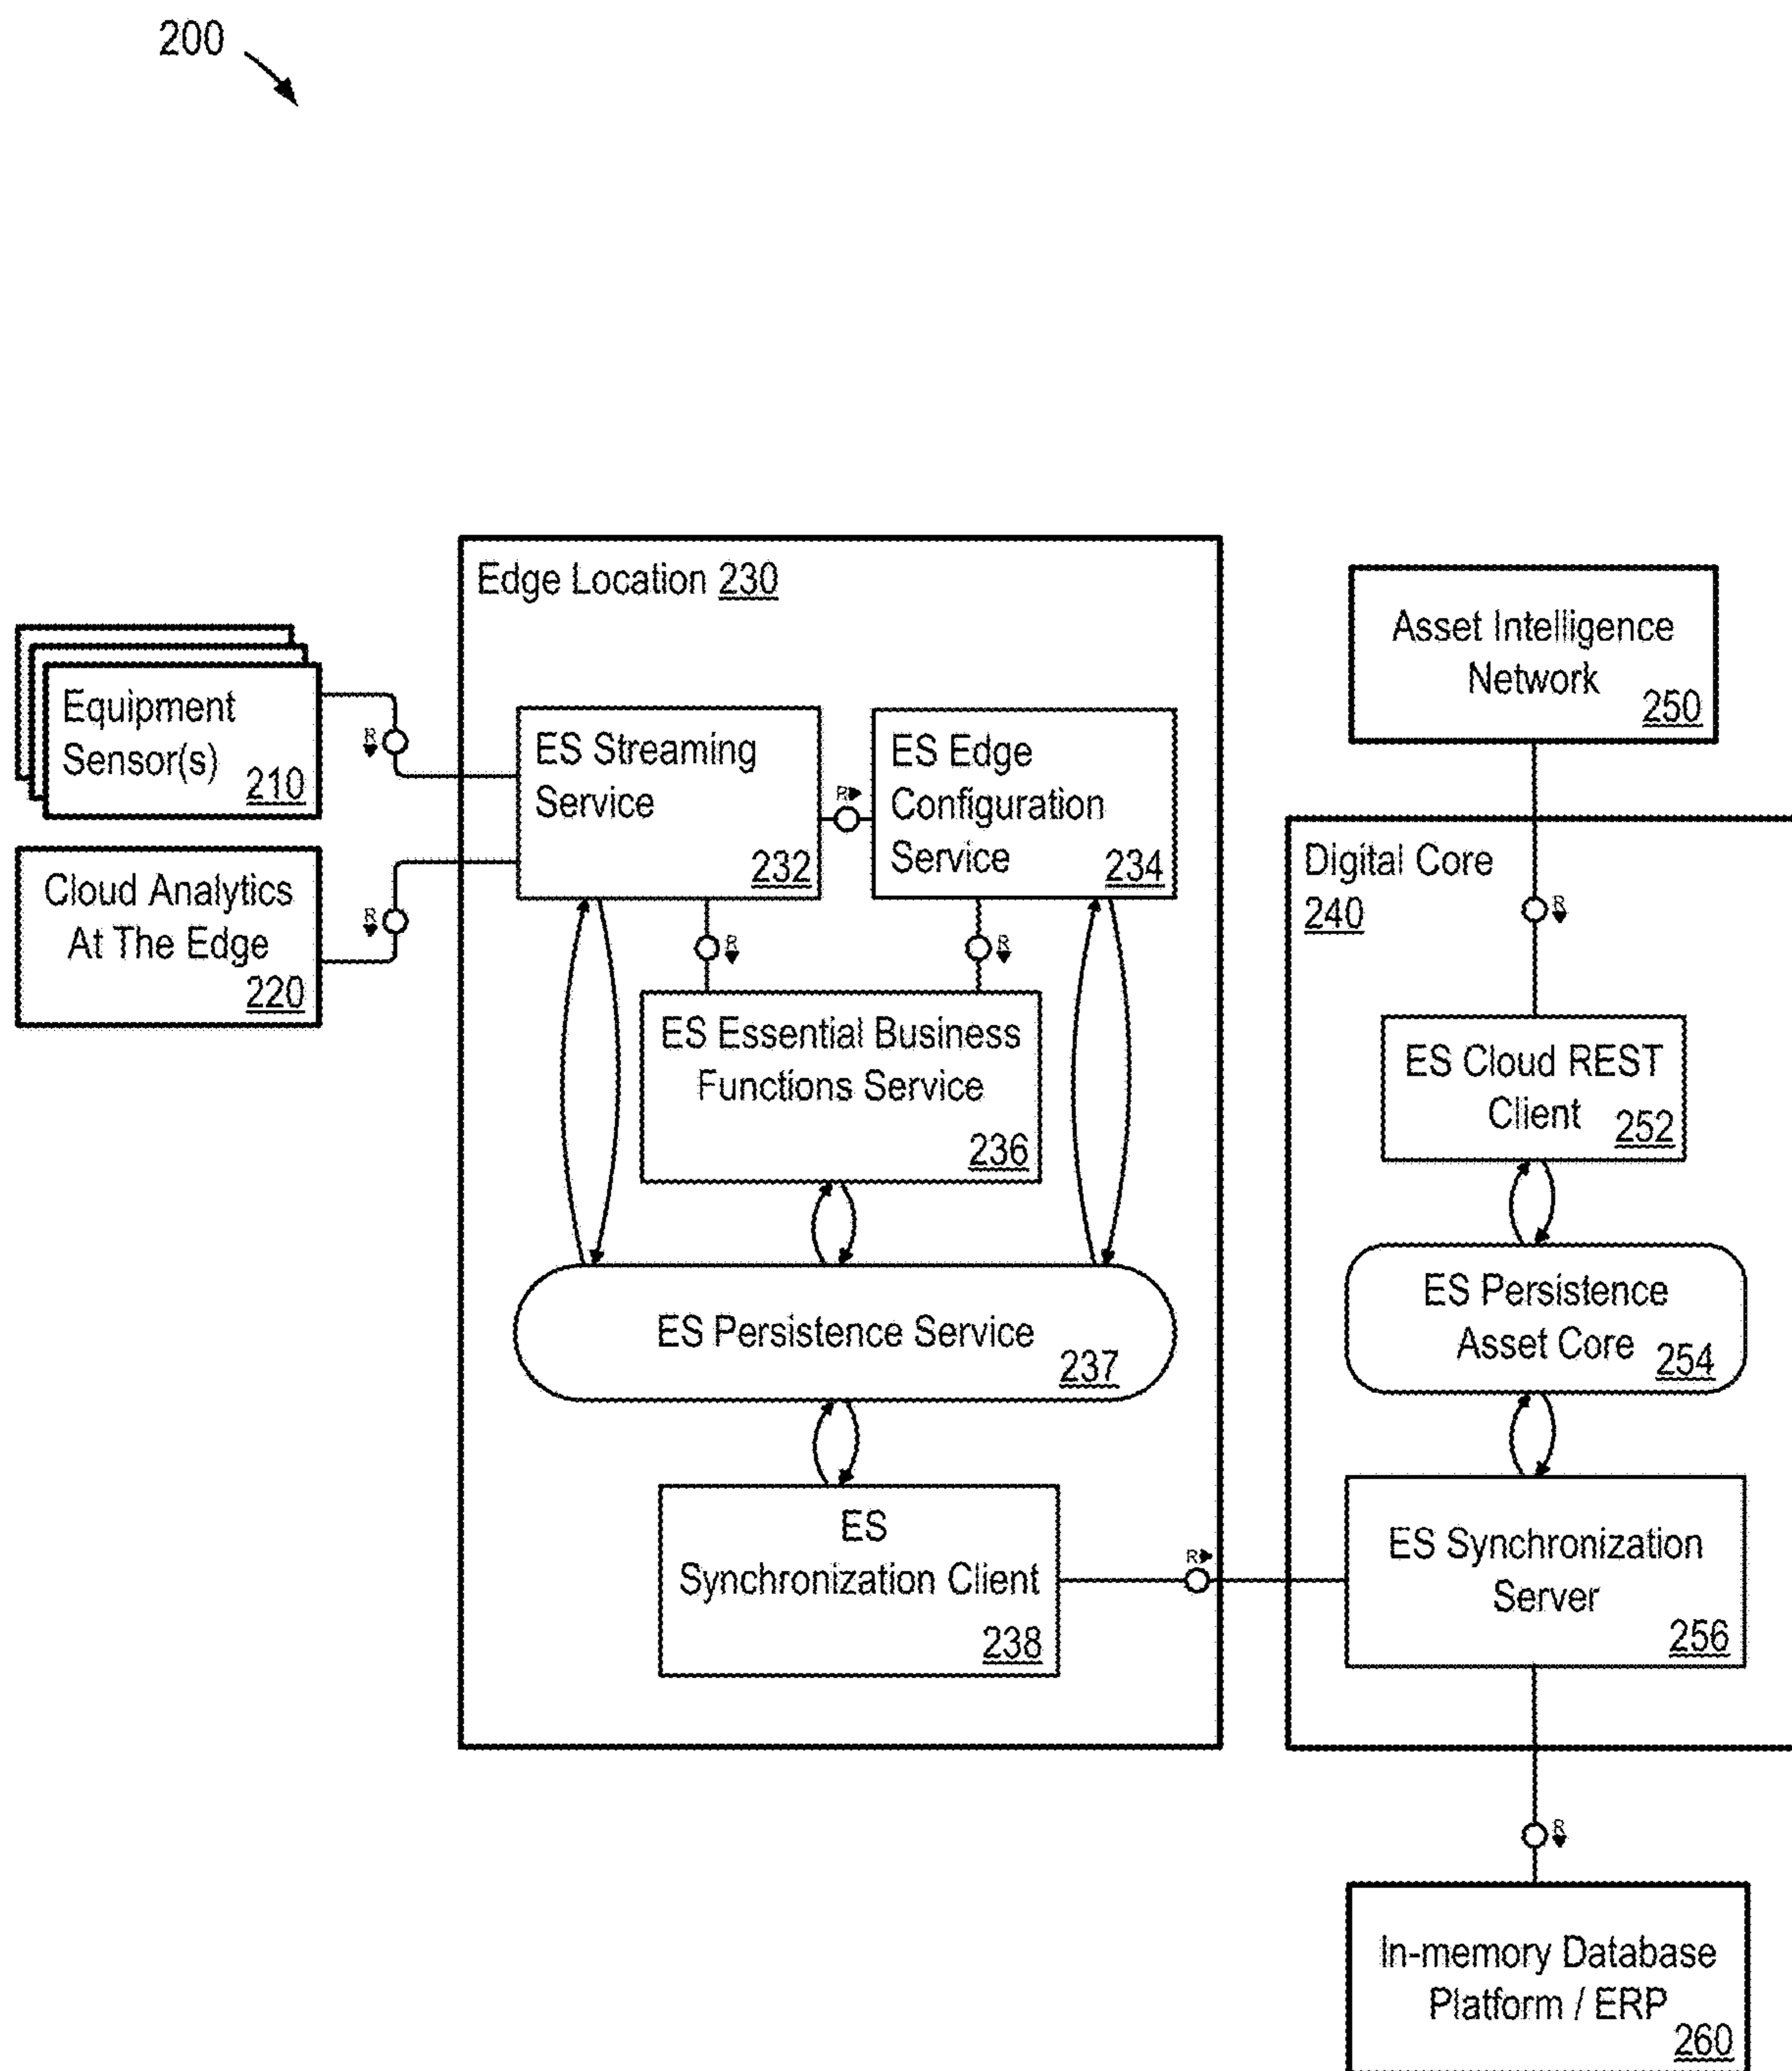 200
Edge Location 230
Equipment
Sensor(s)
210
R
Cloud Analytics
At The Edge
220
R
ES Streaming
Service
232
R
ES Edge
Configuration
Service
234
R
R
ES Essential Business
Functions Service
236
ES Persistence Service
237
ES
Synchronization Client
238
R
Asset Intelligence
Network
250
Digital Core
240
R
ES Cloud REST
Client
252
ES Persistence
Asset Core
254
ES Synchronization
Server
256
R
In-memory Database
Platform / ERP
260